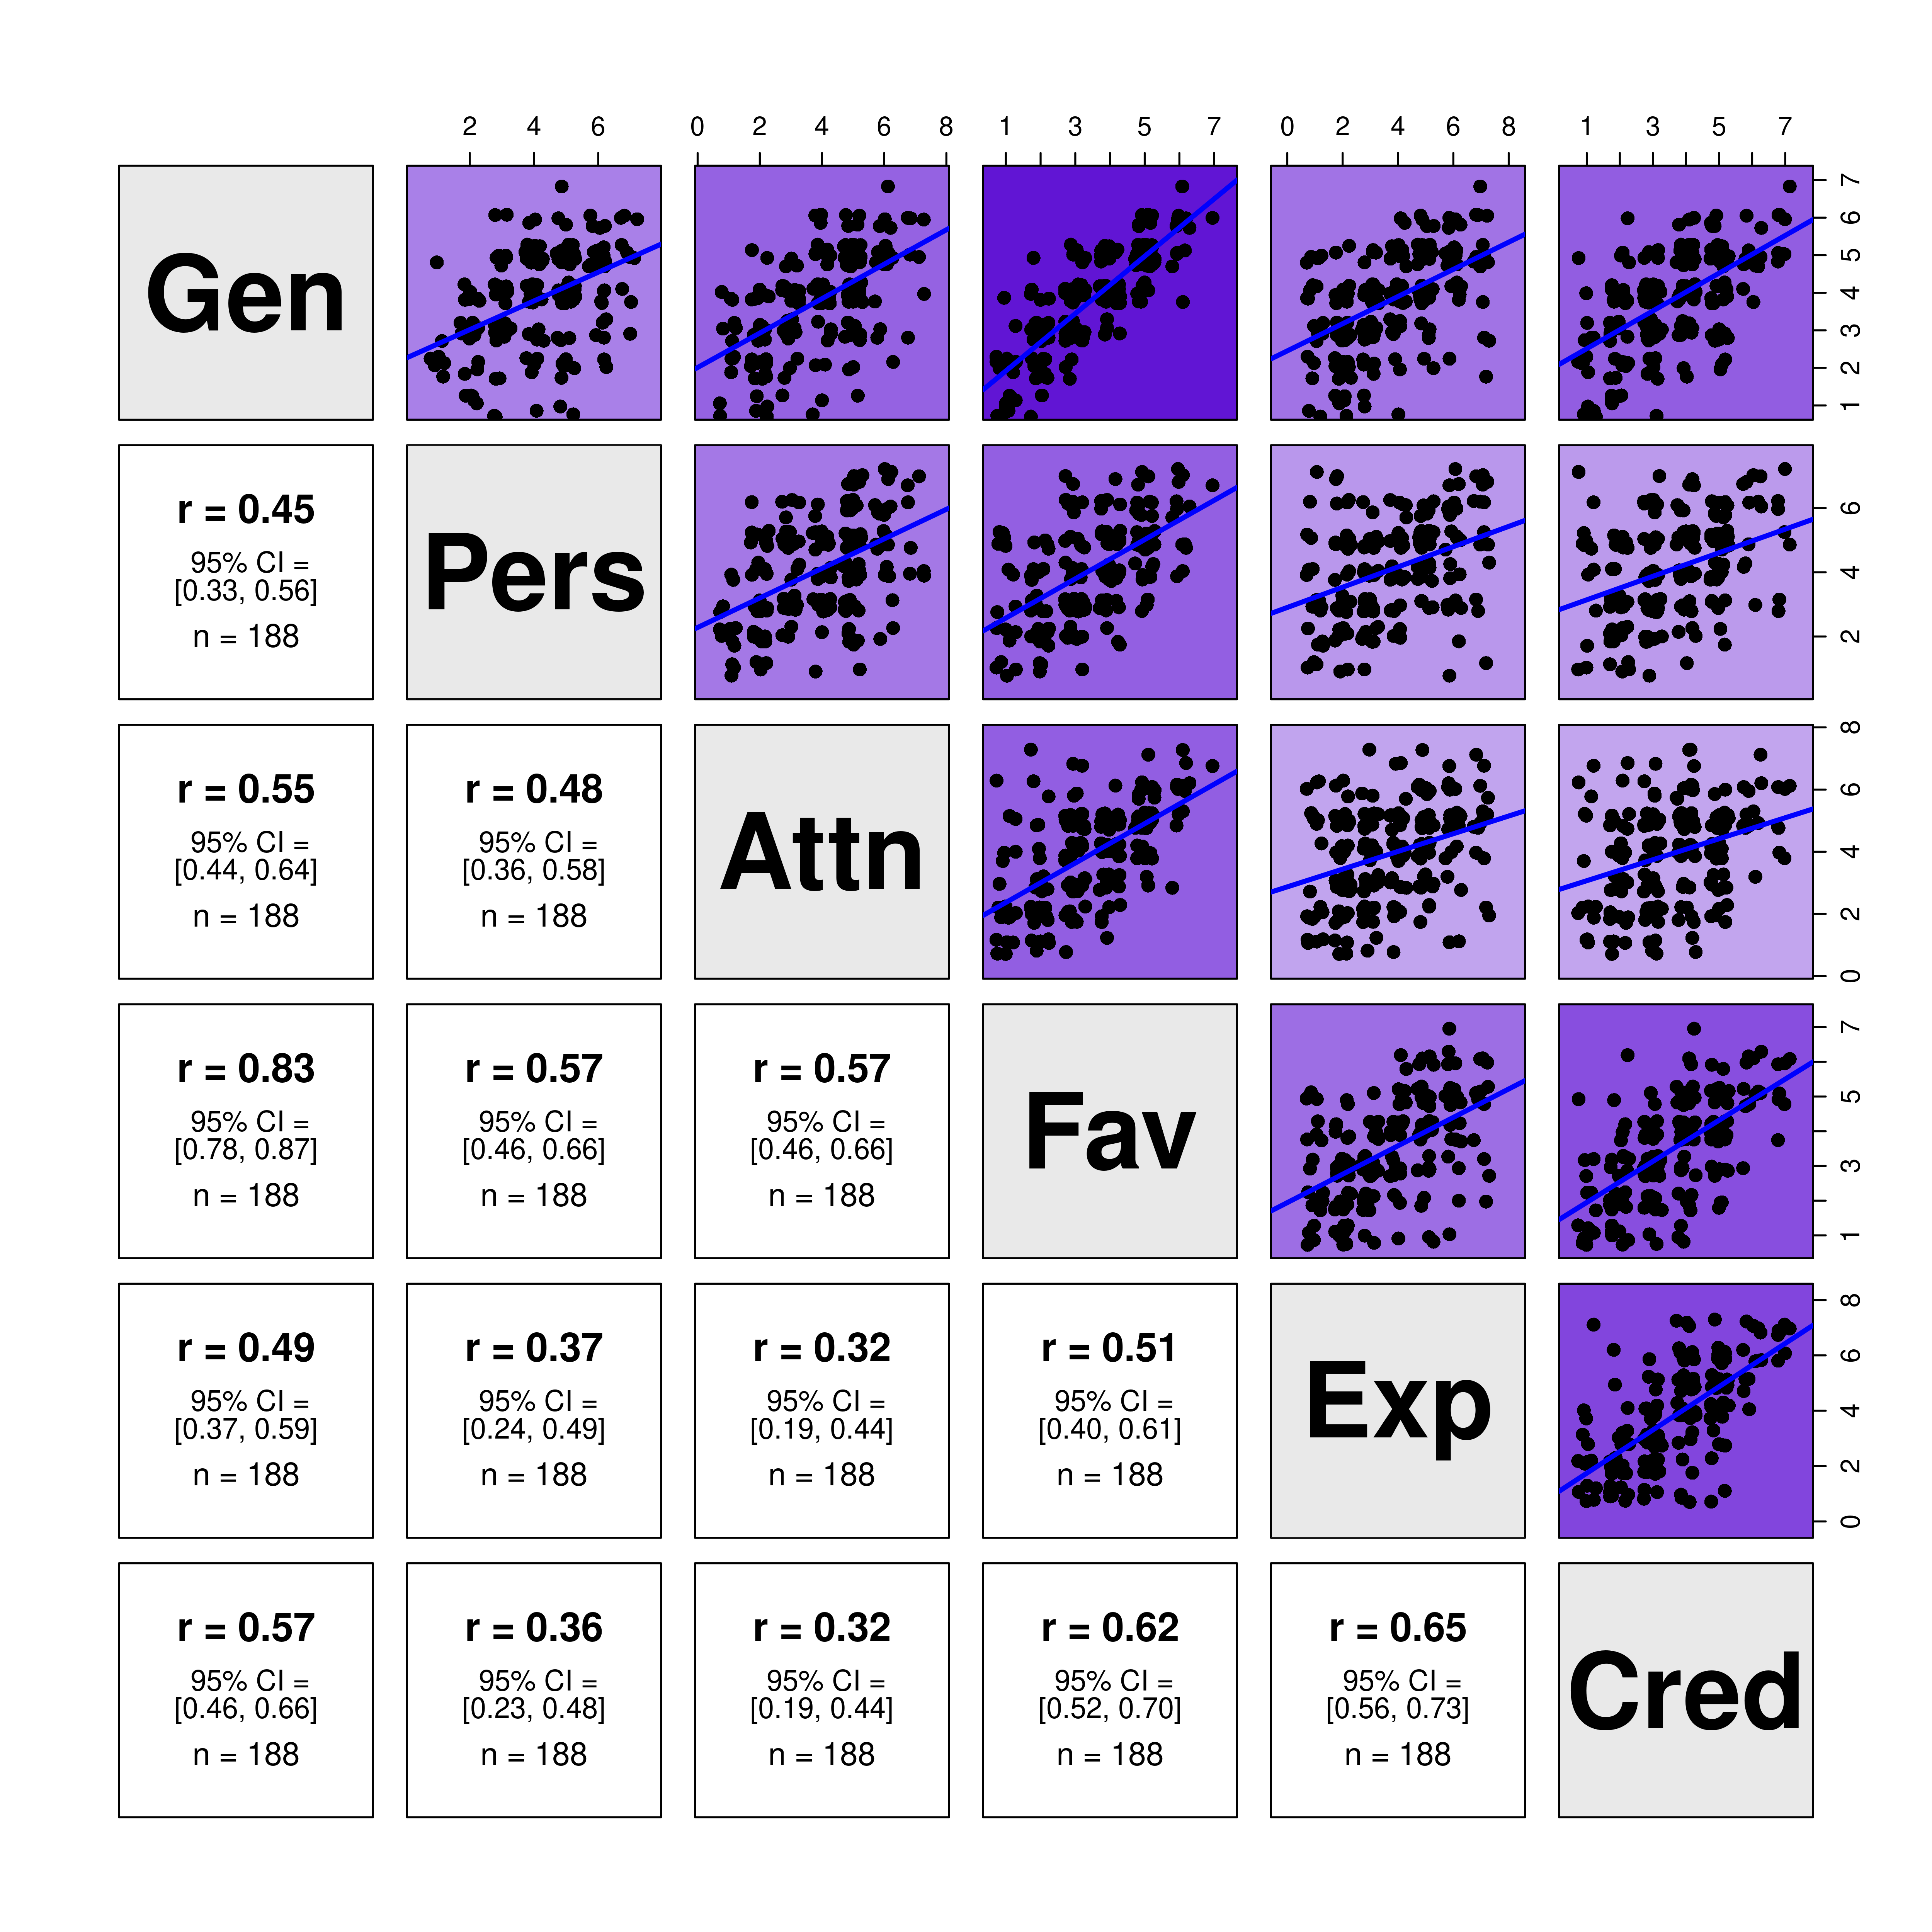 2 4 6 0 2 4 6 8 1 3 5 7 0 2 4 6 8 1 3 5 7
Gen
1 2 3 4 5 6 7
r = 0.45
95% CI =
[0.33, 0.56]
n = 188
Pers
2 4 6
r = 0.55
95% CI =
[0.44, 0.64]
n = 188
r = 0.48
95% CI =
[0.36, 0.58]
n = 188
Attn
0 2 4 6 8
r = 0.83
95% CI =
[0.78, 0.87]
n = 188
r = 0.57
95% CI =
[0.46, 0.66]
n = 188
r = 0.57
95% CI =
[0.46, 0.66]
n = 188
Fav
1 3 5 7
r = 0.49
95% CI =
[0.37, 0.59]
n = 188
r = 0.37
95% CI =
[0.24, 0.49]
n = 188
r = 0.32
95% CI =
[0.19, 0.44]
n = 188
r = 0.51
95% CI =
[0.40, 0.61]
n = 188
Exp
0 2 4 6 8
r = 0.57
95% CI =
[0.46, 0.66]
n = 188
r = 0.36
95% CI =
[0.23, 0.48]
n = 188
r = 0.32
95% CI =
[0.19, 0.44]
n = 188
r = 0.62
95% CI =
[0.52, 0.70]
n = 188
r = 0.65
95% CI =
[0.56, 0.73]
n = 188
Cred